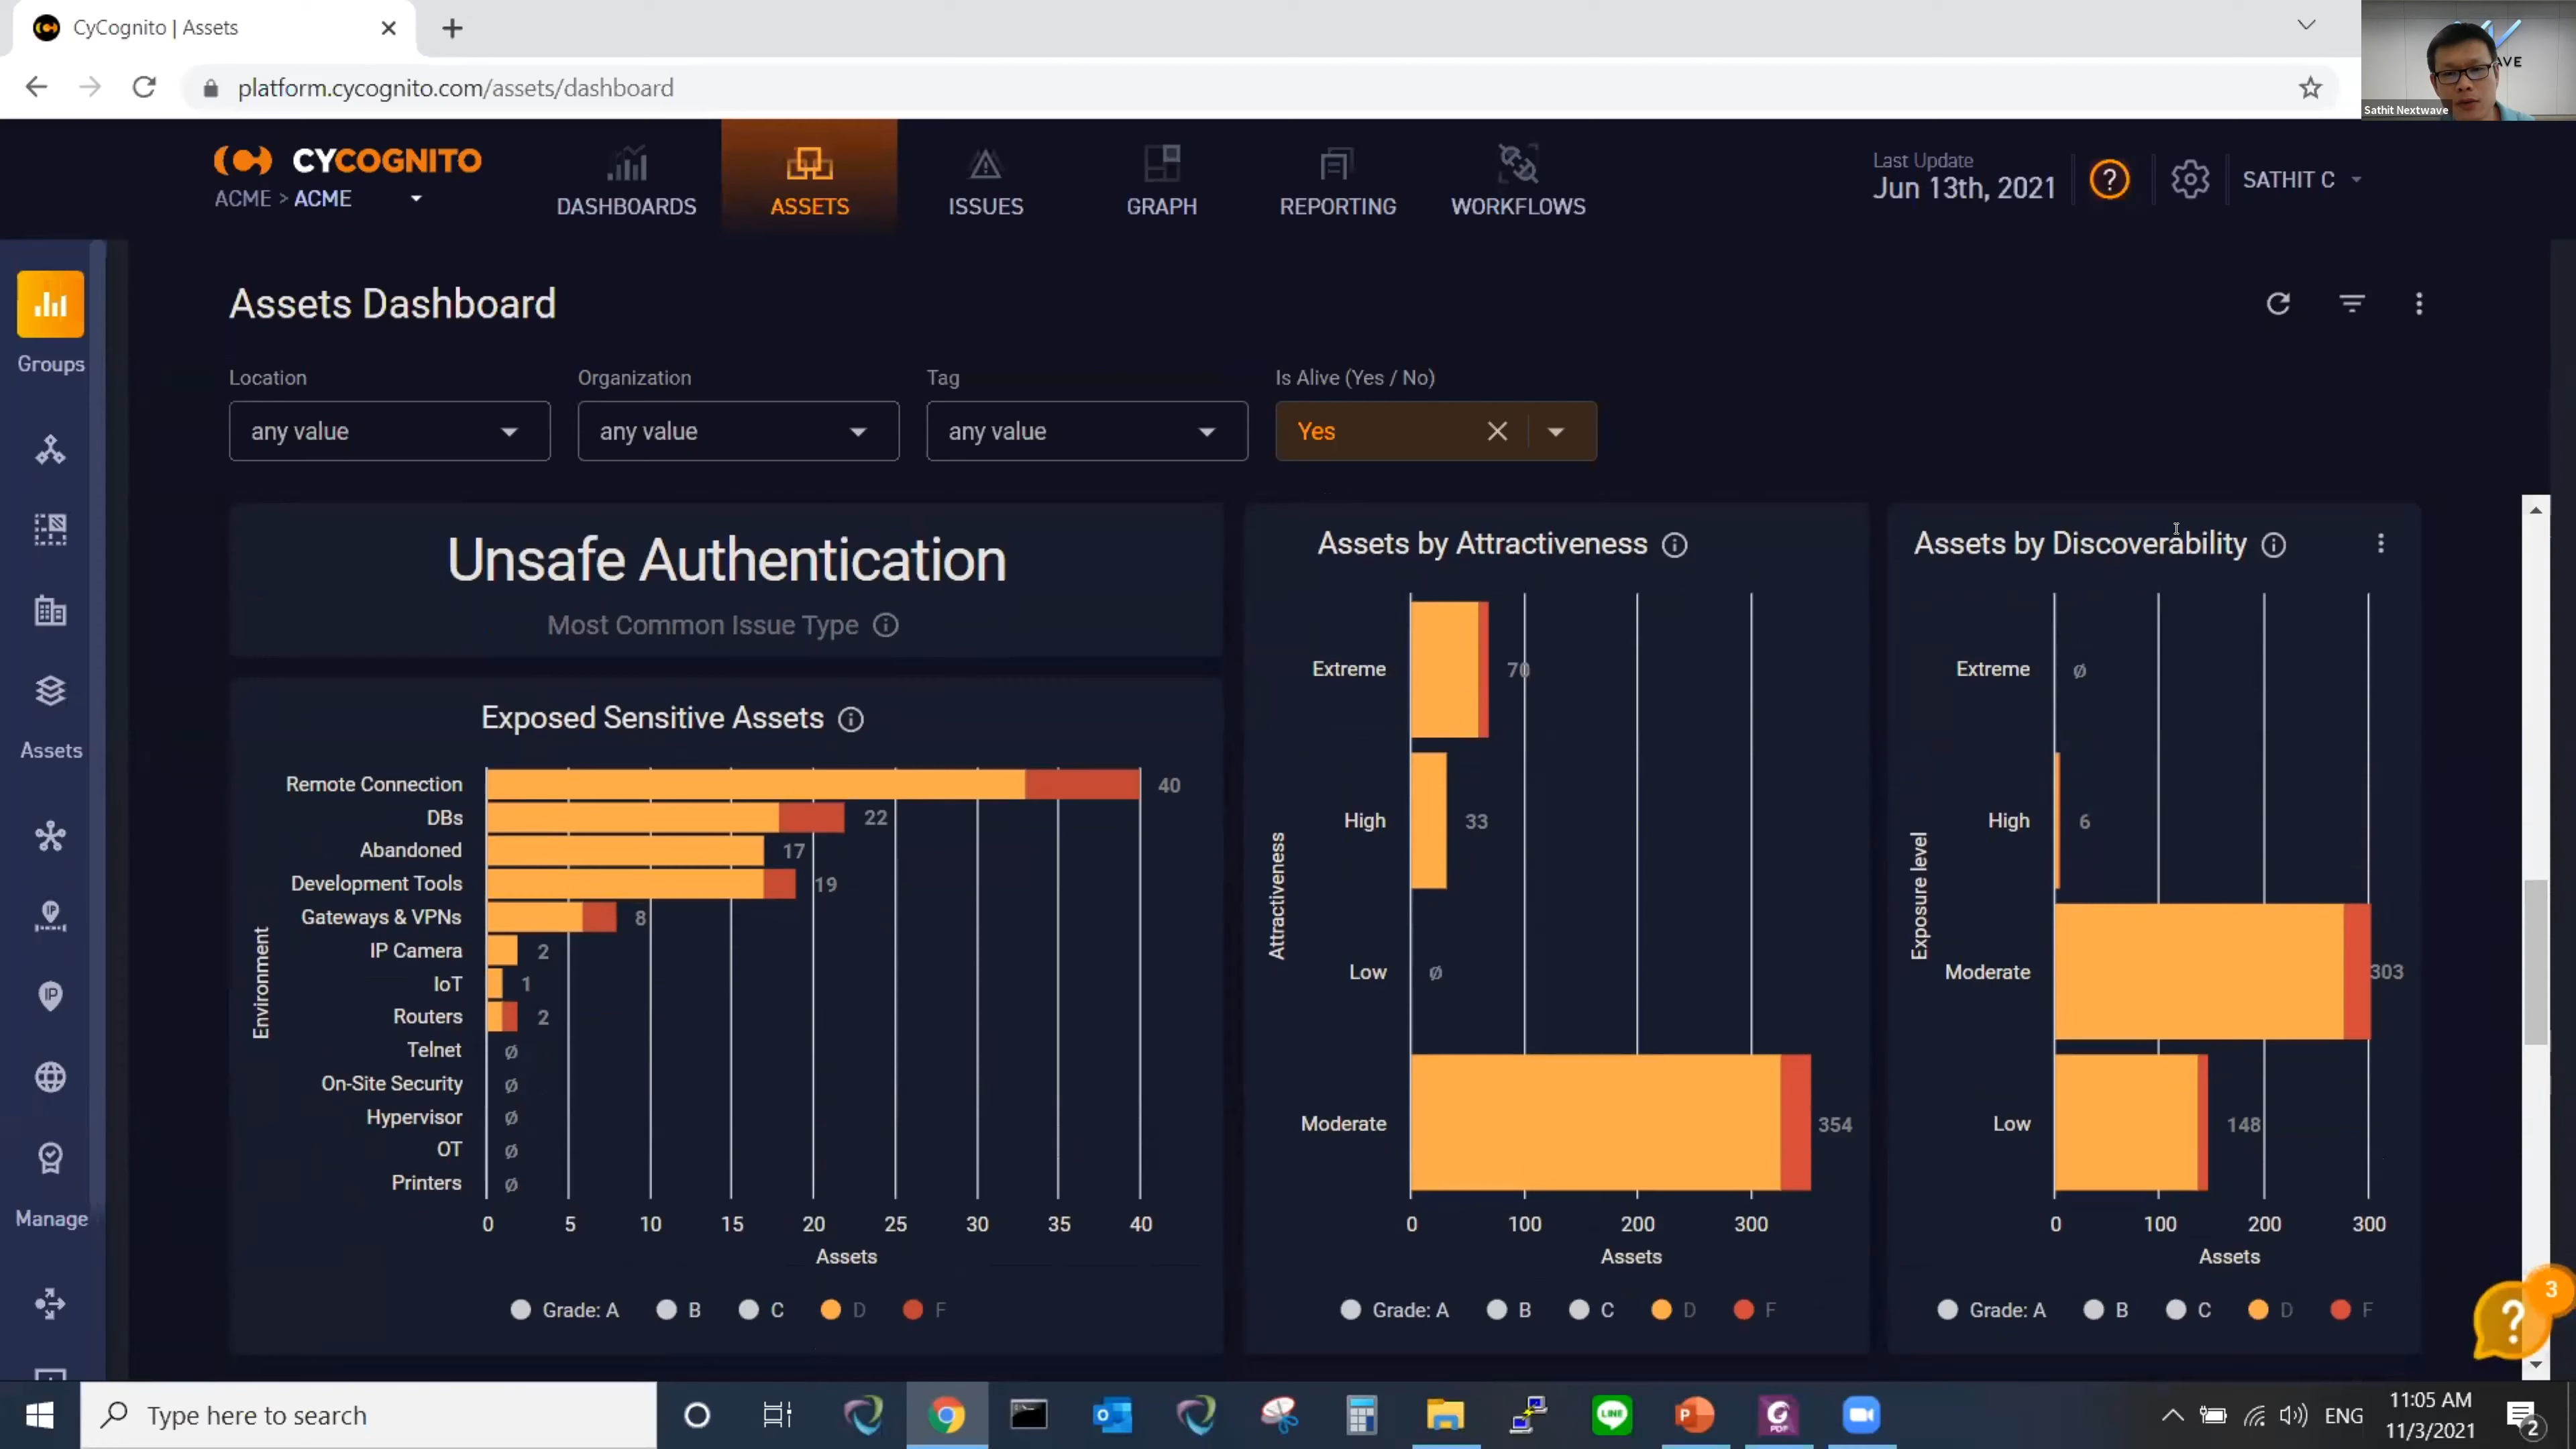 CyCognito | Assets
platform.cycognito.com/assets/dashboard
AVE
Sathit Nextwave
CYCOGNITO
ACME > ACME
DASHBOARDS
ASSETS
ISSUES
GRAPH
REPORTING
WORKFLOWS
Last Update
Jun 13th, 2021
?
SATHIT C
Groups
Assets
IP
IP
Manage
Assets Dashboard
Location
Organization
Tag
Is Alive (Yes / No)
any value
any value
any value
Yes
Unsafe Authentication
Most Common Issue Type
Exposed Sensitive Assets
Environment
Remote Connection 40
DBs 22
Abandoned 17
Development Tools 19
Gateways & VPNs 8
IP Camera 2
IoT 1
Routers 2
Telnet ø
On-Site Security ø
Hypervisor ø
OT ø
Printers ø
0 5 10 15 20 25 30 35 40
Assets
Grade: A B C D F
Assets by Attractiveness
Attractiveness
Extreme 70
High 33
Low ø
Moderate 354
0 100 200 300
Assets
Grade: A B C D F
Assets by Discoverability
Exposure level
Extreme ø
High 6
Moderate 303
Low 148
0 100 200 300
Assets
Grade: A B C D F
?
3
Type here to search
LINE
PDF
ENG
11:05 AM
11/3/2021
2